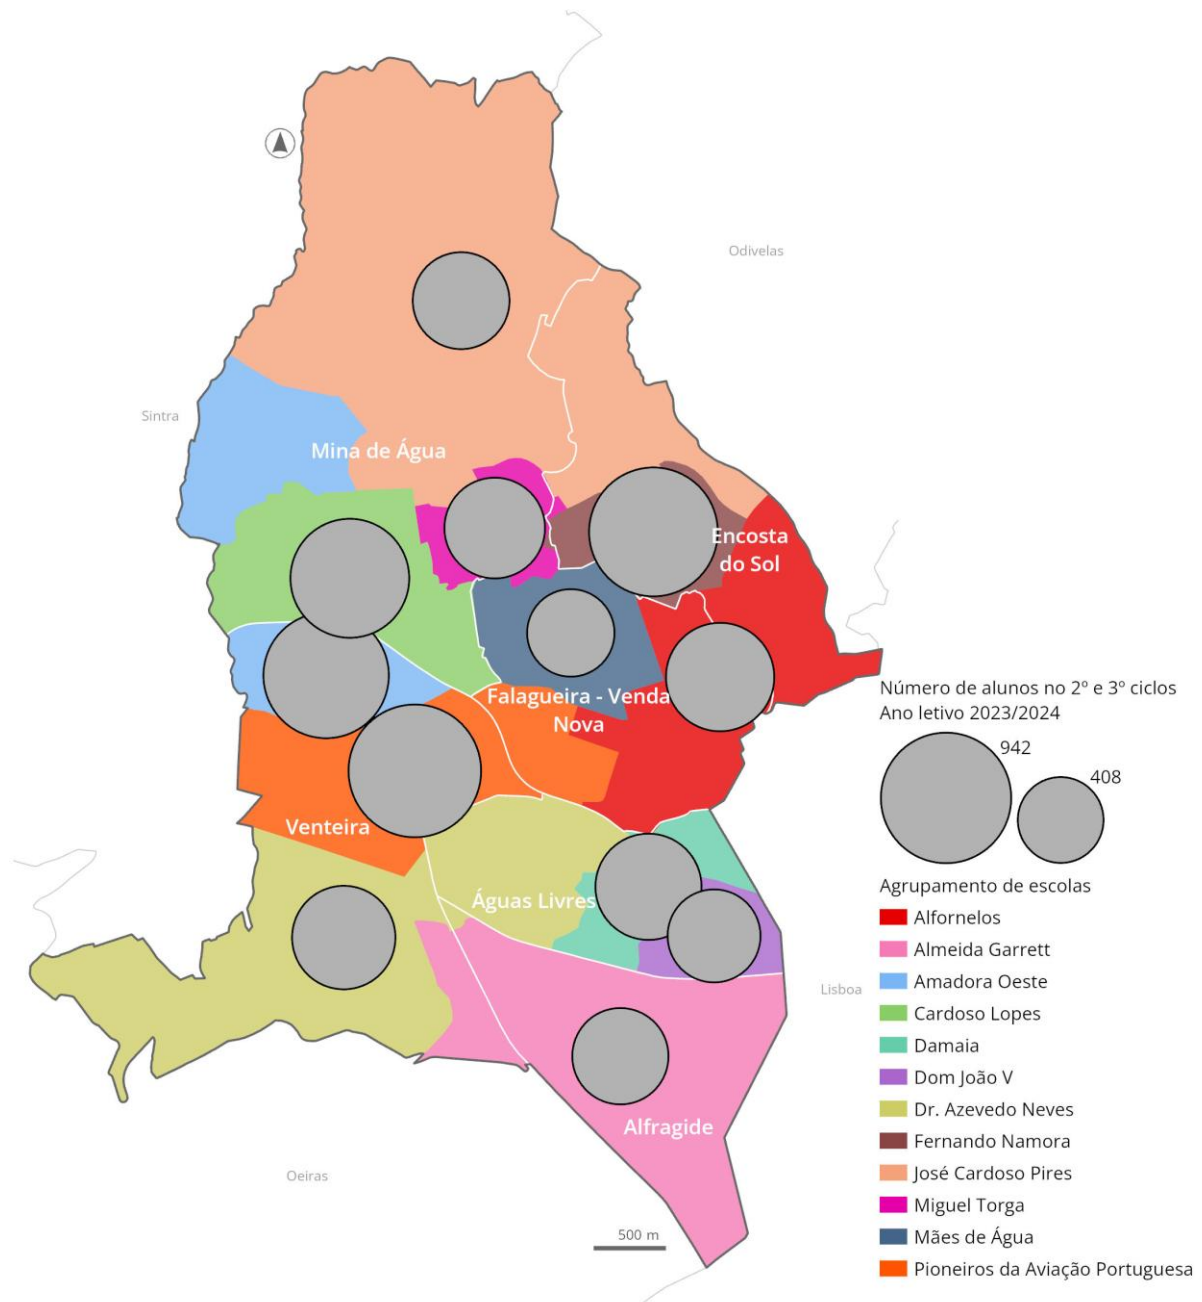 Odivelas
Sintra
Mina de Água
Encosta
do Sol
Falagueira - Venda
Nova
Venteira
Águas Livres
Lisboa
Alfragide
Oeiras
500 m
Número de alunos no 2º e 3º ciclos
Ano letivo 2023/2024
942
408
Agrupamento de escolas
Alfornelos
Almeida Garrett
Amadora Oeste
Cardoso Lopes
Damaia
Dom João V
Dr. Azevedo Neves
Fernando Namora
José Cardoso Pires
Miguel Torga
Mães de Água
Pioneiros da Aviação Portuguesa